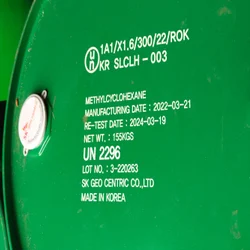 1A1/X1.6/300/22/ROK
KR SLCLH - 003
METHYLCYCLOHEXANE
MANUFACTURING DATE : 2022-03-21
RE-TEST DATE : 2024-03-19
NET WT. : 155KGS
UN 2296
LOT NO. : 3-220263
SK GEO CENTRIC CO.,LTD
MADE IN KOREA